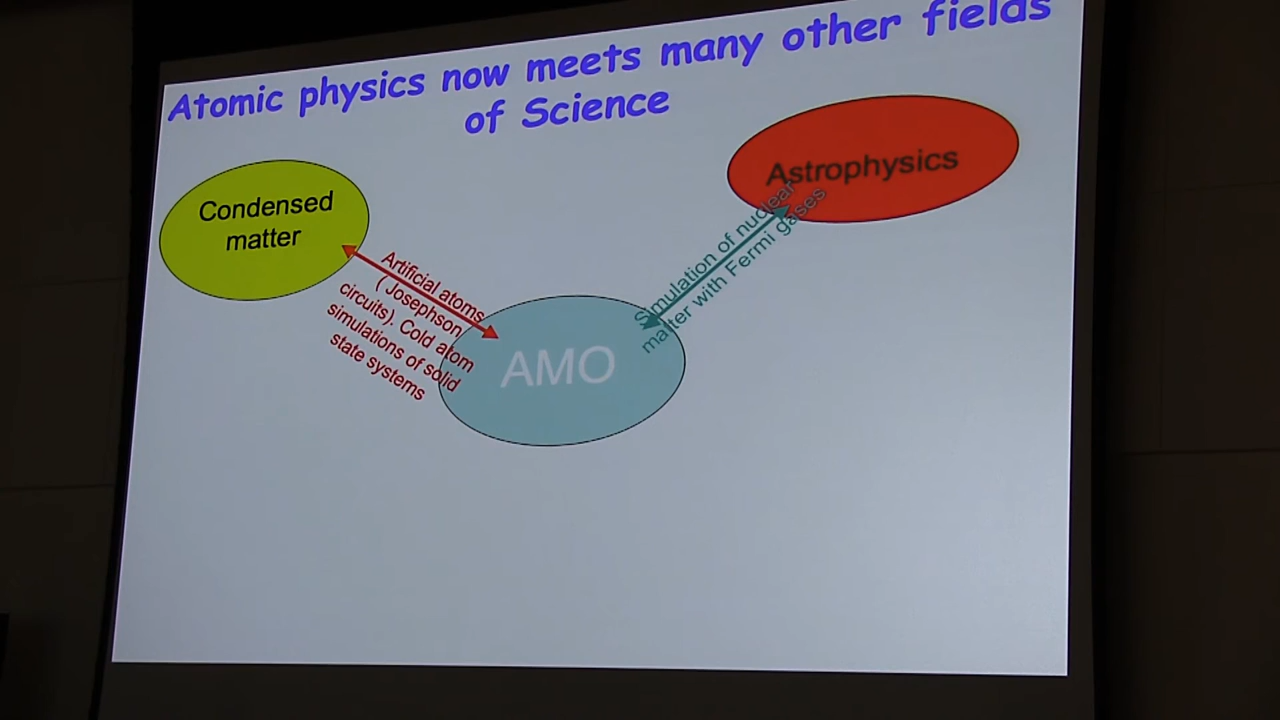 Atomic physics now meets many other fields
of Science
Condensed
matter
Astrophysics
Artificial atoms
( Josephson
circuits). Cold atom
simulations of solid
state systems
Simulation of nuclear
matter with Fermi gases
AMO